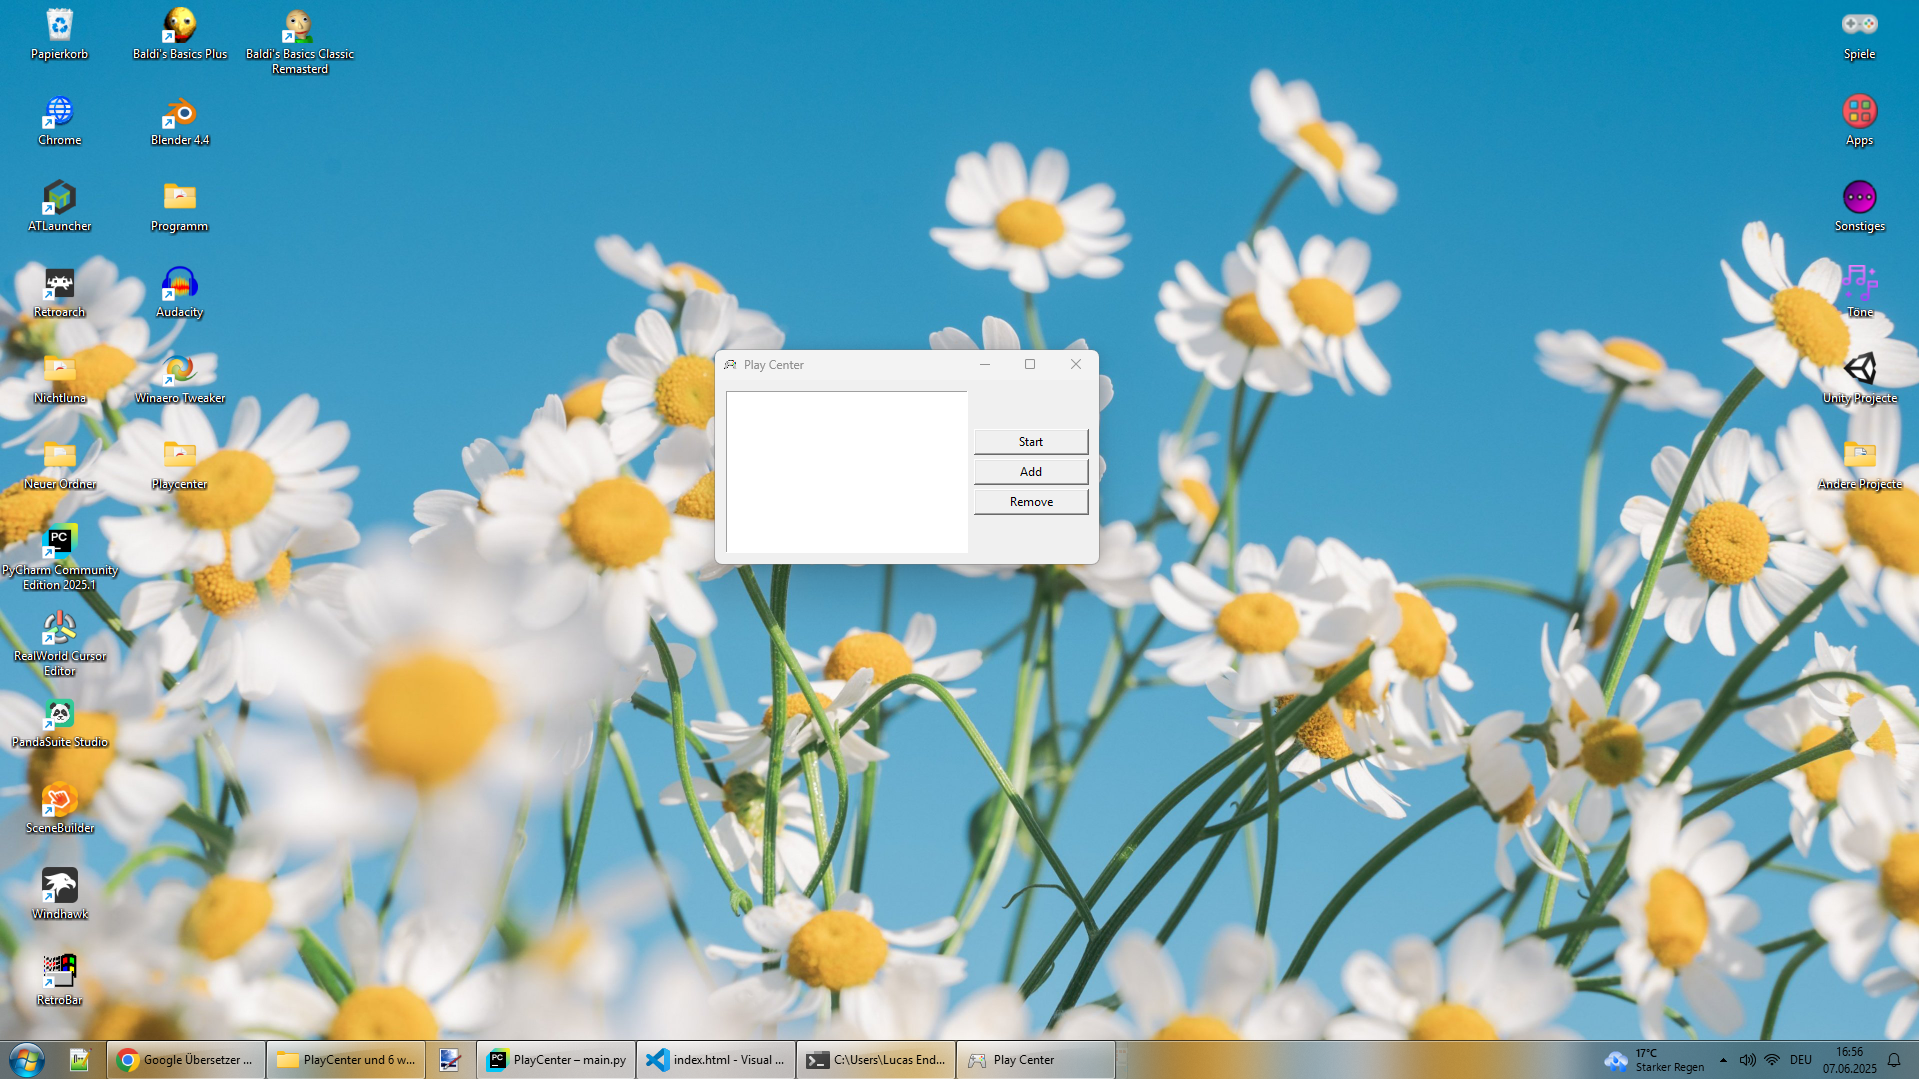 Papierkorb
Baldi's Basics Plus
Baldi's Basics Classic
Remasterd
Chrome
Blender 4.4
ATLauncher
Programm
Retroarch
Audacity
Nichtluna
Winaero Tweaker
Neuer Ordner
Playcenter
PC
PyCharm Community
Edition 2025.1
RealWorld Cursor
Editor
PandaSuite Studio
SceneBuilder
Windhawk
RetroBar
Play Center
Start
Add
Remove
Spiele
Apps
Sonstiges
Töne
Unity Projecte
Andere Projecte
Google Übersetzer ...
PlayCenter und 6 w...
PC
PlayCenter – main.py
index.html - Visual ...
C:\Users\Lucas End...
Play Center
17°C
Starker Regen
DEU
16:56
07.06.2025